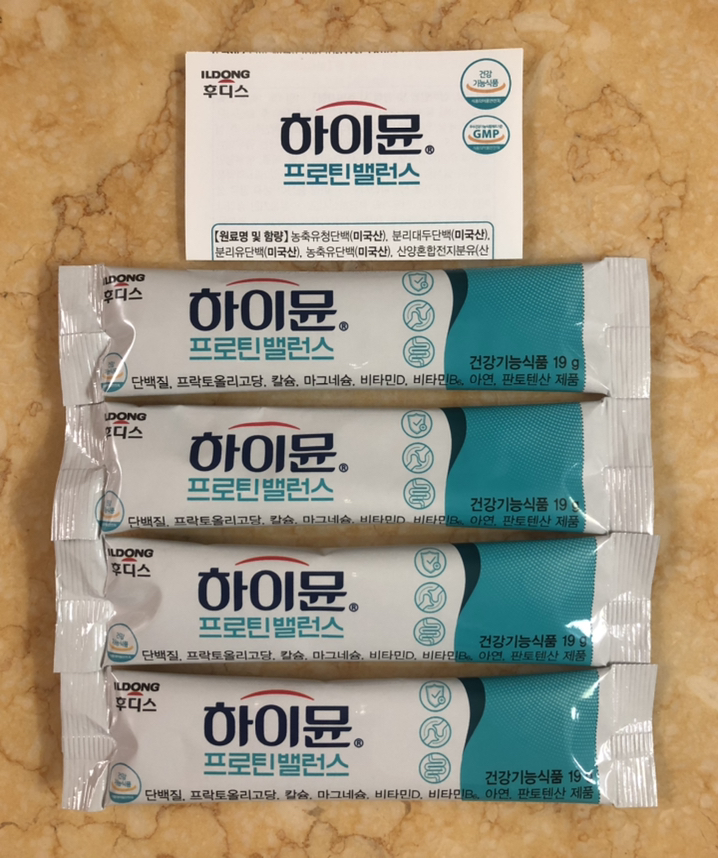 ILDONG
후디스
건강
기능식품
GMP
하이뮨®
프로틴밸런스
【원료명 및 함량】 농축유청단백(미국산), 분리대두단백(미국산),
분리유단백(미국산), 농축유단백(미국산), 산양혼합전지분유(산
ILDONG
후디스
하이뮨®
프로틴밸런스
건강기능식품 19 g
단백질, 프락토올리고당, 칼슘, 마그네슘, 비타민D, 비타민B₆, 아연, 판토텐산 제품
ILDONG
후디스
하이뮨®
프로틴밸런스
건강기능식품 19 g
단백질, 프락토올리고당, 칼슘, 마그네슘, 비타민D, 비타민B₆, 아연, 판토텐산 제품
ILDONG
후디스
하이뮨®
프로틴밸런스
건강기능식품 19 g
단백질, 프락토올리고당, 칼슘, 마그네슘, 비타민D, 비타민B₆, 아연, 판토텐산 제품
ILDONG
후디스
하이뮨®
프로틴밸런스
건강기능식품 19 g
단백질, 프락토올리고당, 칼슘, 마그네슘, 비타민D, 비타민B₆, 아연, 판토텐산 제품